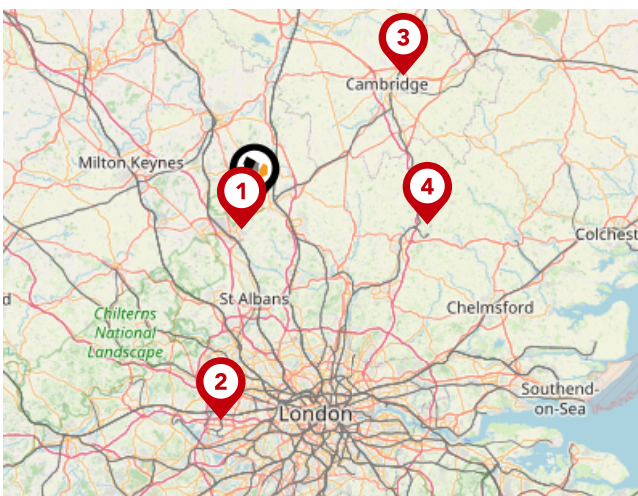 3
Cambridge
Milton Keynes
1
4
Colchest
d
St Albans
Chelmsford
Chilterns
National
Landscape
2
Southend-
on-Sea
London